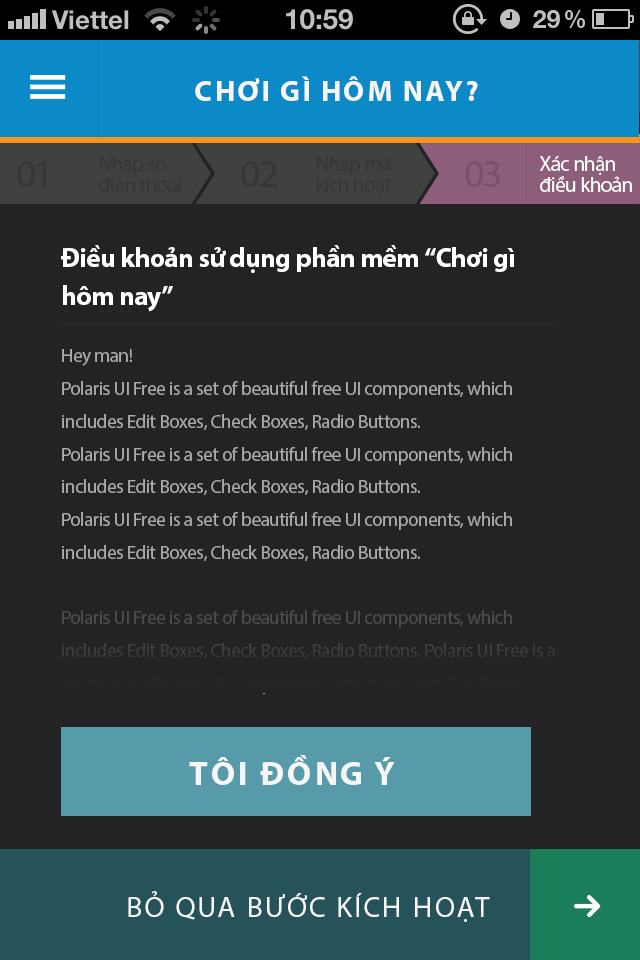 Viettel 10:59 29 %
CHƠI GÌ HÔM NAY?
01 Nhập số điện thoại
02 Nhập mã kích hoạt
03 Xác nhận điều khoản
Điều khoản sử dụng phần mềm “Chơi gì
hôm nay”
Hey man!
Polaris UI Free is a set of beautiful free UI components, which
includes Edit Boxes, Check Boxes, Radio Buttons.
Polaris UI Free is a set of beautiful free UI components, which
includes Edit Boxes, Check Boxes, Radio Buttons.
Polaris UI Free is a set of beautiful free UI components, which
includes Edit Boxes, Check Boxes, Radio Buttons.
Polaris UI Free is a set of beautiful free UI components, which
includes Edit Boxes, Check Boxes, Radio Buttons. Polaris UI Free is a
TÔI ĐỒNG Ý
BỎ QUA BƯỚC KÍCH HOẠT